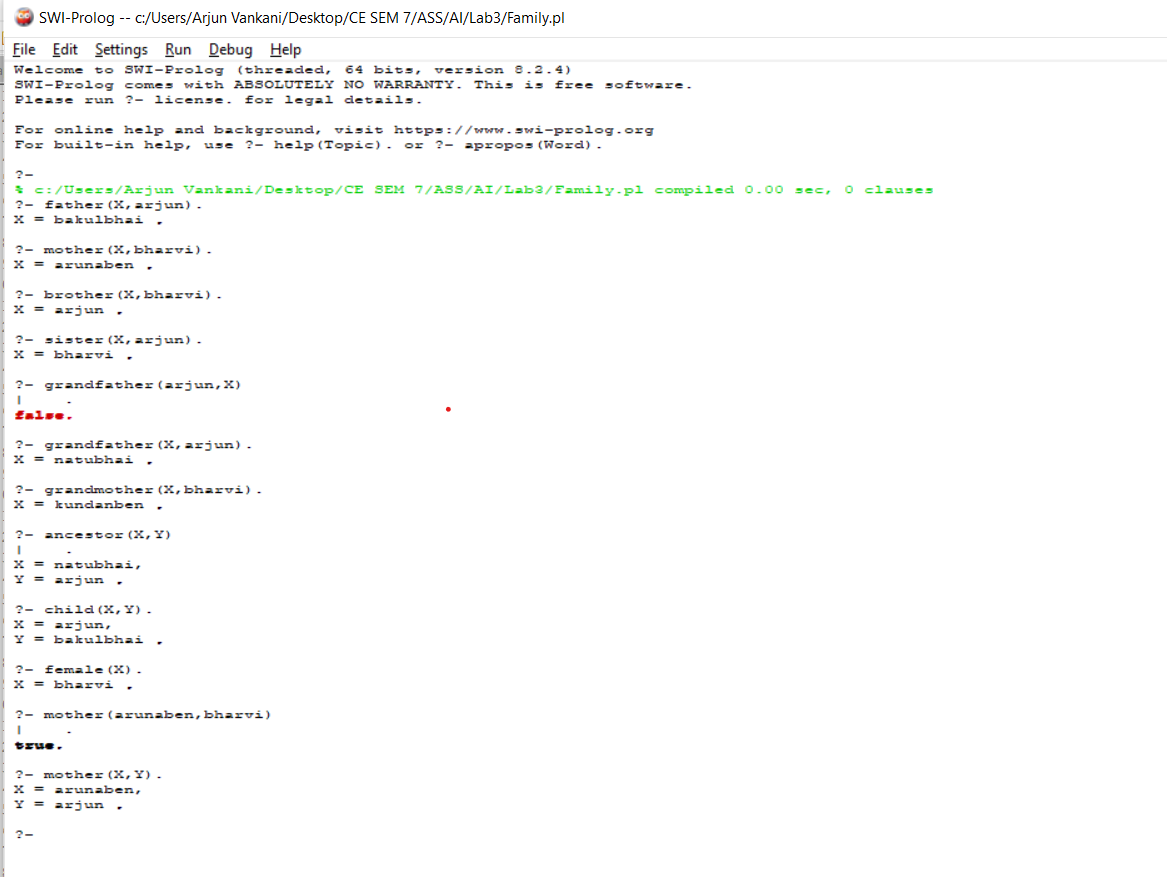 SWI-Prolog -- c:/Users/Arjun Vankani/Desktop/CE SEM 7/ASS/AI/Lab3/Family.pl
File Edit Settings Run Debug Help
Welcome to SWI-Prolog (threaded, 64 bits, version 8.2.4)
SWI-Prolog comes with ABSOLUTELY NO WARRANTY. This is free software.
Please run ?- license. for legal details.
For online help and background, visit https://www.swi-prolog.org
For built-in help, use ?- help(Topic). or ?- apropos(Word).
?-
% c:/Users/Arjun Vankani/Desktop/CE SEM 7/ASS/AI/Lab3/Family.pl compiled 0.00 sec, 0 clauses
?- father(X,arjun).
X = bakulbhai .
?- mother(X,bharvi).
X = arunaben .
?- brother(X,bharvi).
X = arjun .
?- sister(X,arjun).
X = bharvi .
?- grandfather(arjun,X)
| .
false.
?- grandfather(X,arjun).
X = natubhai .
?- grandmother(X,bharvi).
X = kundanben .
?- ancestor(X,Y)
| .
X = natubhai,
Y = arjun .
?- child(X,Y).
X = arjun,
Y = bakulbhai .
?- female(X).
X = bharvi .
?- mother(arunaben,bharvi)
| .
true.
?- mother(X,Y).
X = arunaben,
Y = arjun .
?-